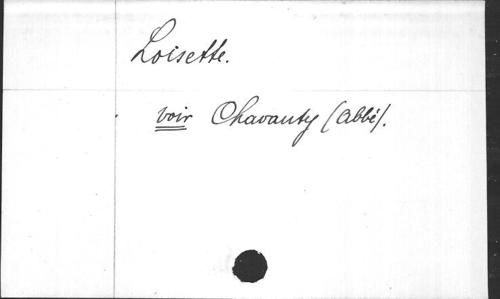 Loisette.
voir Chavanty (Abbé).